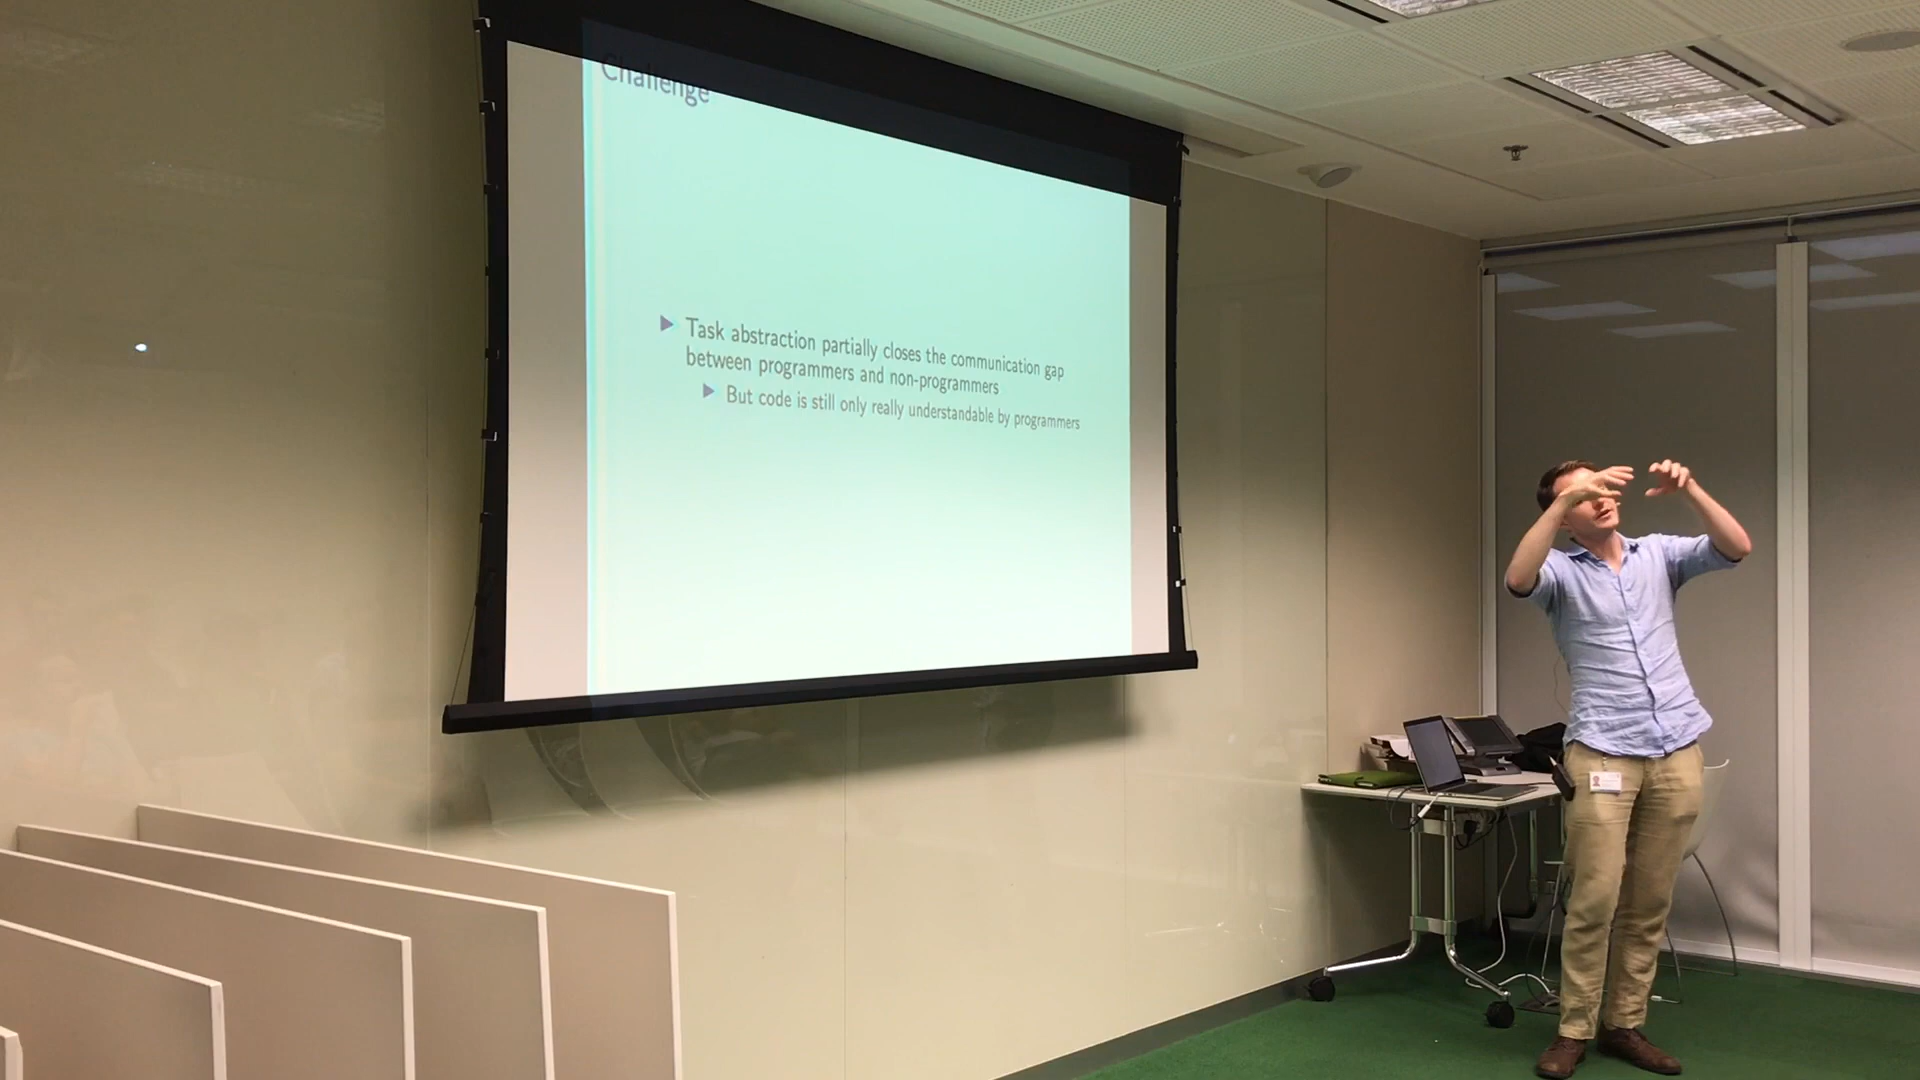 Challenge
▶ Task abstraction partially closes the communication gap
between programmers and non-programmers
▶ But code is still only really understandable by programmers